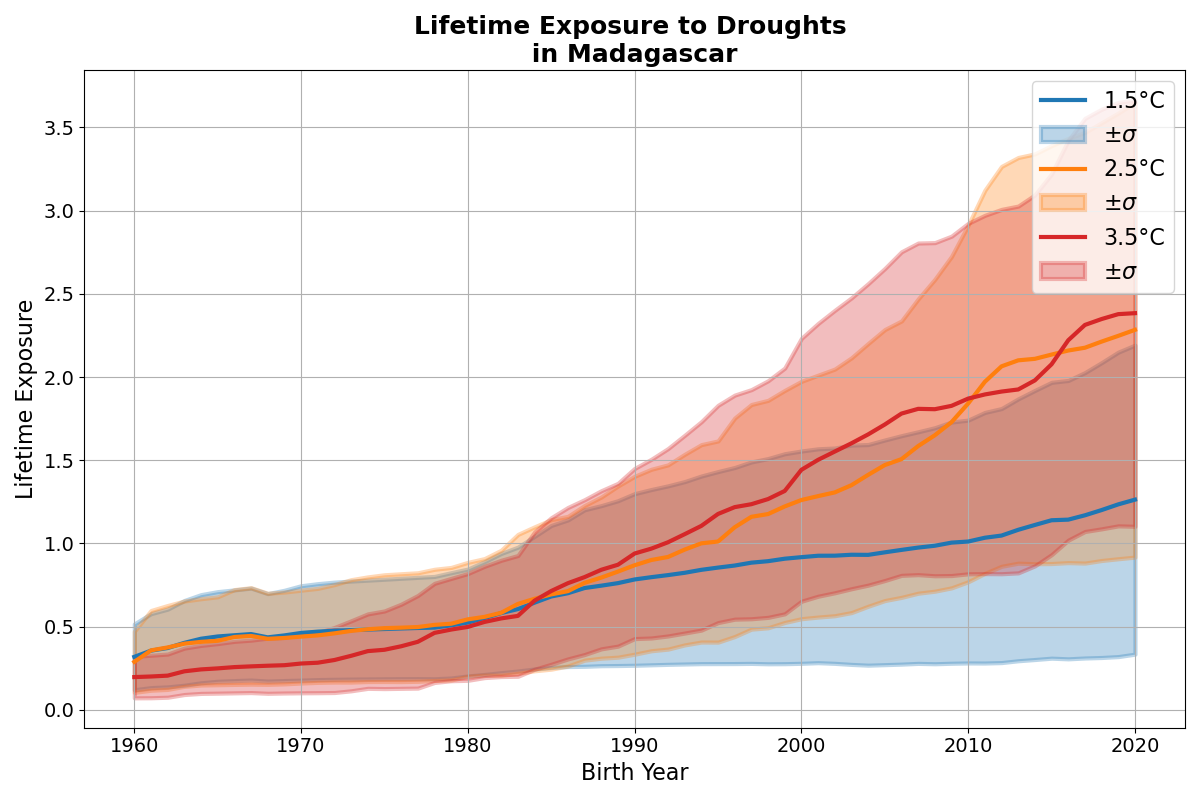 Lifetime Exposure to Droughts
in Madagascar
1.5°C
±σ
2.5°C
±σ
3.5°C
±σ
Lifetime Exposure
3.5
3.0
2.5
2.0
1.5
1.0
0.5
0.0
1960 1970 1980 1990 2000 2010 2020
Birth Year